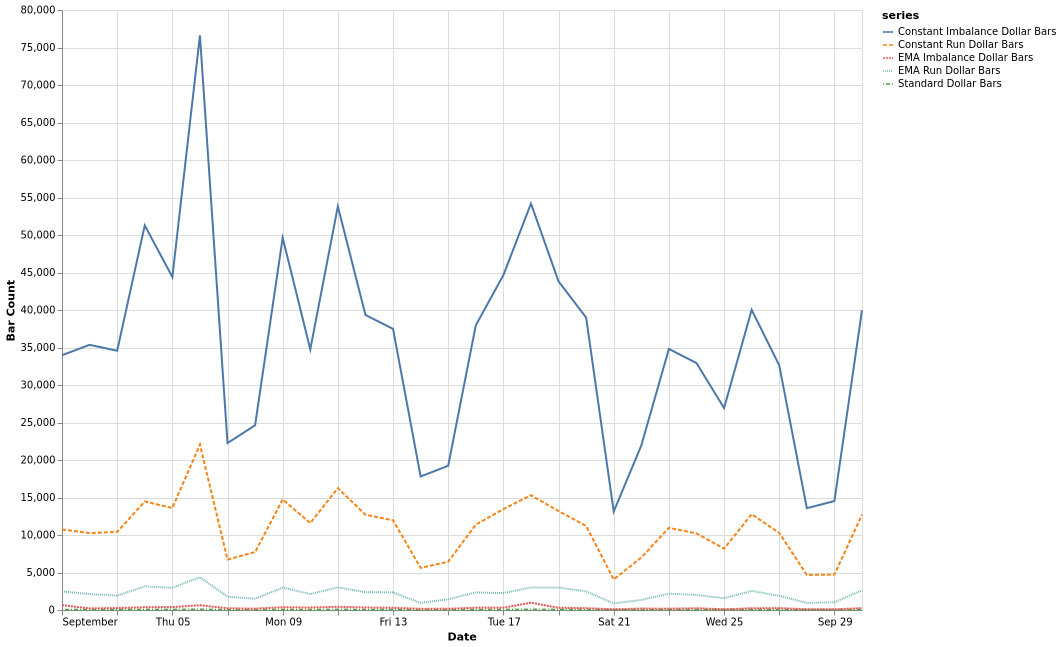 80,000
75,000
70,000
65,000
60,000
55,000
50,000
45,000
40,000
35,000
30,000
25,000
20,000
15,000
10,000
5,000
0
Bar Count
September Thu 05 Mon 09 Fri 13 Tue 17 Sat 21 Wed 25 Sep 29
Date
series
Constant Imbalance Dollar Bars
Constant Run Dollar Bars
EMA Imbalance Dollar Bars
EMA Run Dollar Bars
Standard Dollar Bars